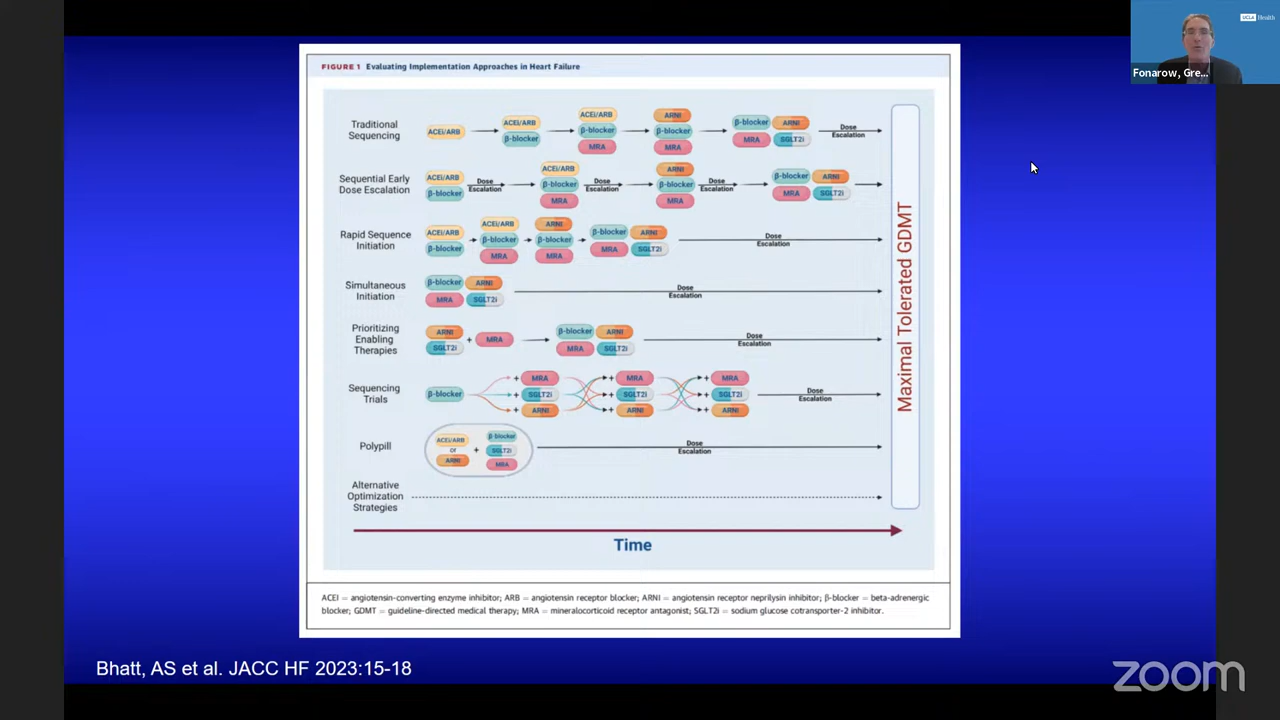 UCLA Health
Fonarow, Gre...
FIGURE 1 Evaluating Implementation Approaches in Heart Failure
Traditional
Sequencing
ACEi/ARB
ACEi/ARB
β-blocker
ACEi/ARB
β-blocker
MRA
ARNI
β-blocker
MRA
β-blocker ARNI
MRA SGLT2i
Dose
Escalation
Sequential Early
Dose Escalation
ACEi/ARB
β-blocker
Dose
Escalation
ACEi/ARB
β-blocker
MRA
Dose
Escalation
ARNI
β-blocker
MRA
Dose
Escalation
β-blocker ARNI
MRA SGLT2i
Rapid Sequence
Initiation
ACEi/ARB
β-blocker
ACEi/ARB
β-blocker
MRA
ARNI
β-blocker
MRA
β-blocker ARNI
MRA SGLT2i
Dose
Escalation
Simultaneous
Initiation
β-blocker ARNI
MRA SGLT2i
Dose
Escalation
Prioritizing
Enabling
Therapies
ARNI
SGLT2i
+ MRA
β-blocker ARNI
MRA SGLT2i
Dose
Escalation
Sequencing
Trials
β-blocker
+ MRA
+ SGLT2i
+ ARNI
+ MRA
+ SGLT2i
+ ARNI
+ MRA
+ SGLT2i
+ ARNI
Dose
Escalation
Polypill
ACEi/ARB
or
ARNI
+
β-blocker
SGLT2i
MRA
Dose
Escalation
Alternative
Optimization
Strategies
Maximal Tolerated GDMT
Time
ACEI = angiotensin-converting enzyme inhibitor; ARB = angiotensin receptor blocker; ARNI = angiotensin receptor neprilysin inhibitor; β-blocker = beta-adrenergic
blocker; GDMT = guideline-directed medical therapy; MRA = mineralocorticoid receptor antagonist; SGLT2i = sodium glucose cotransporter-2 inhibitor.
Bhatt, AS et al. JACC HF 2023:15-18
zoom